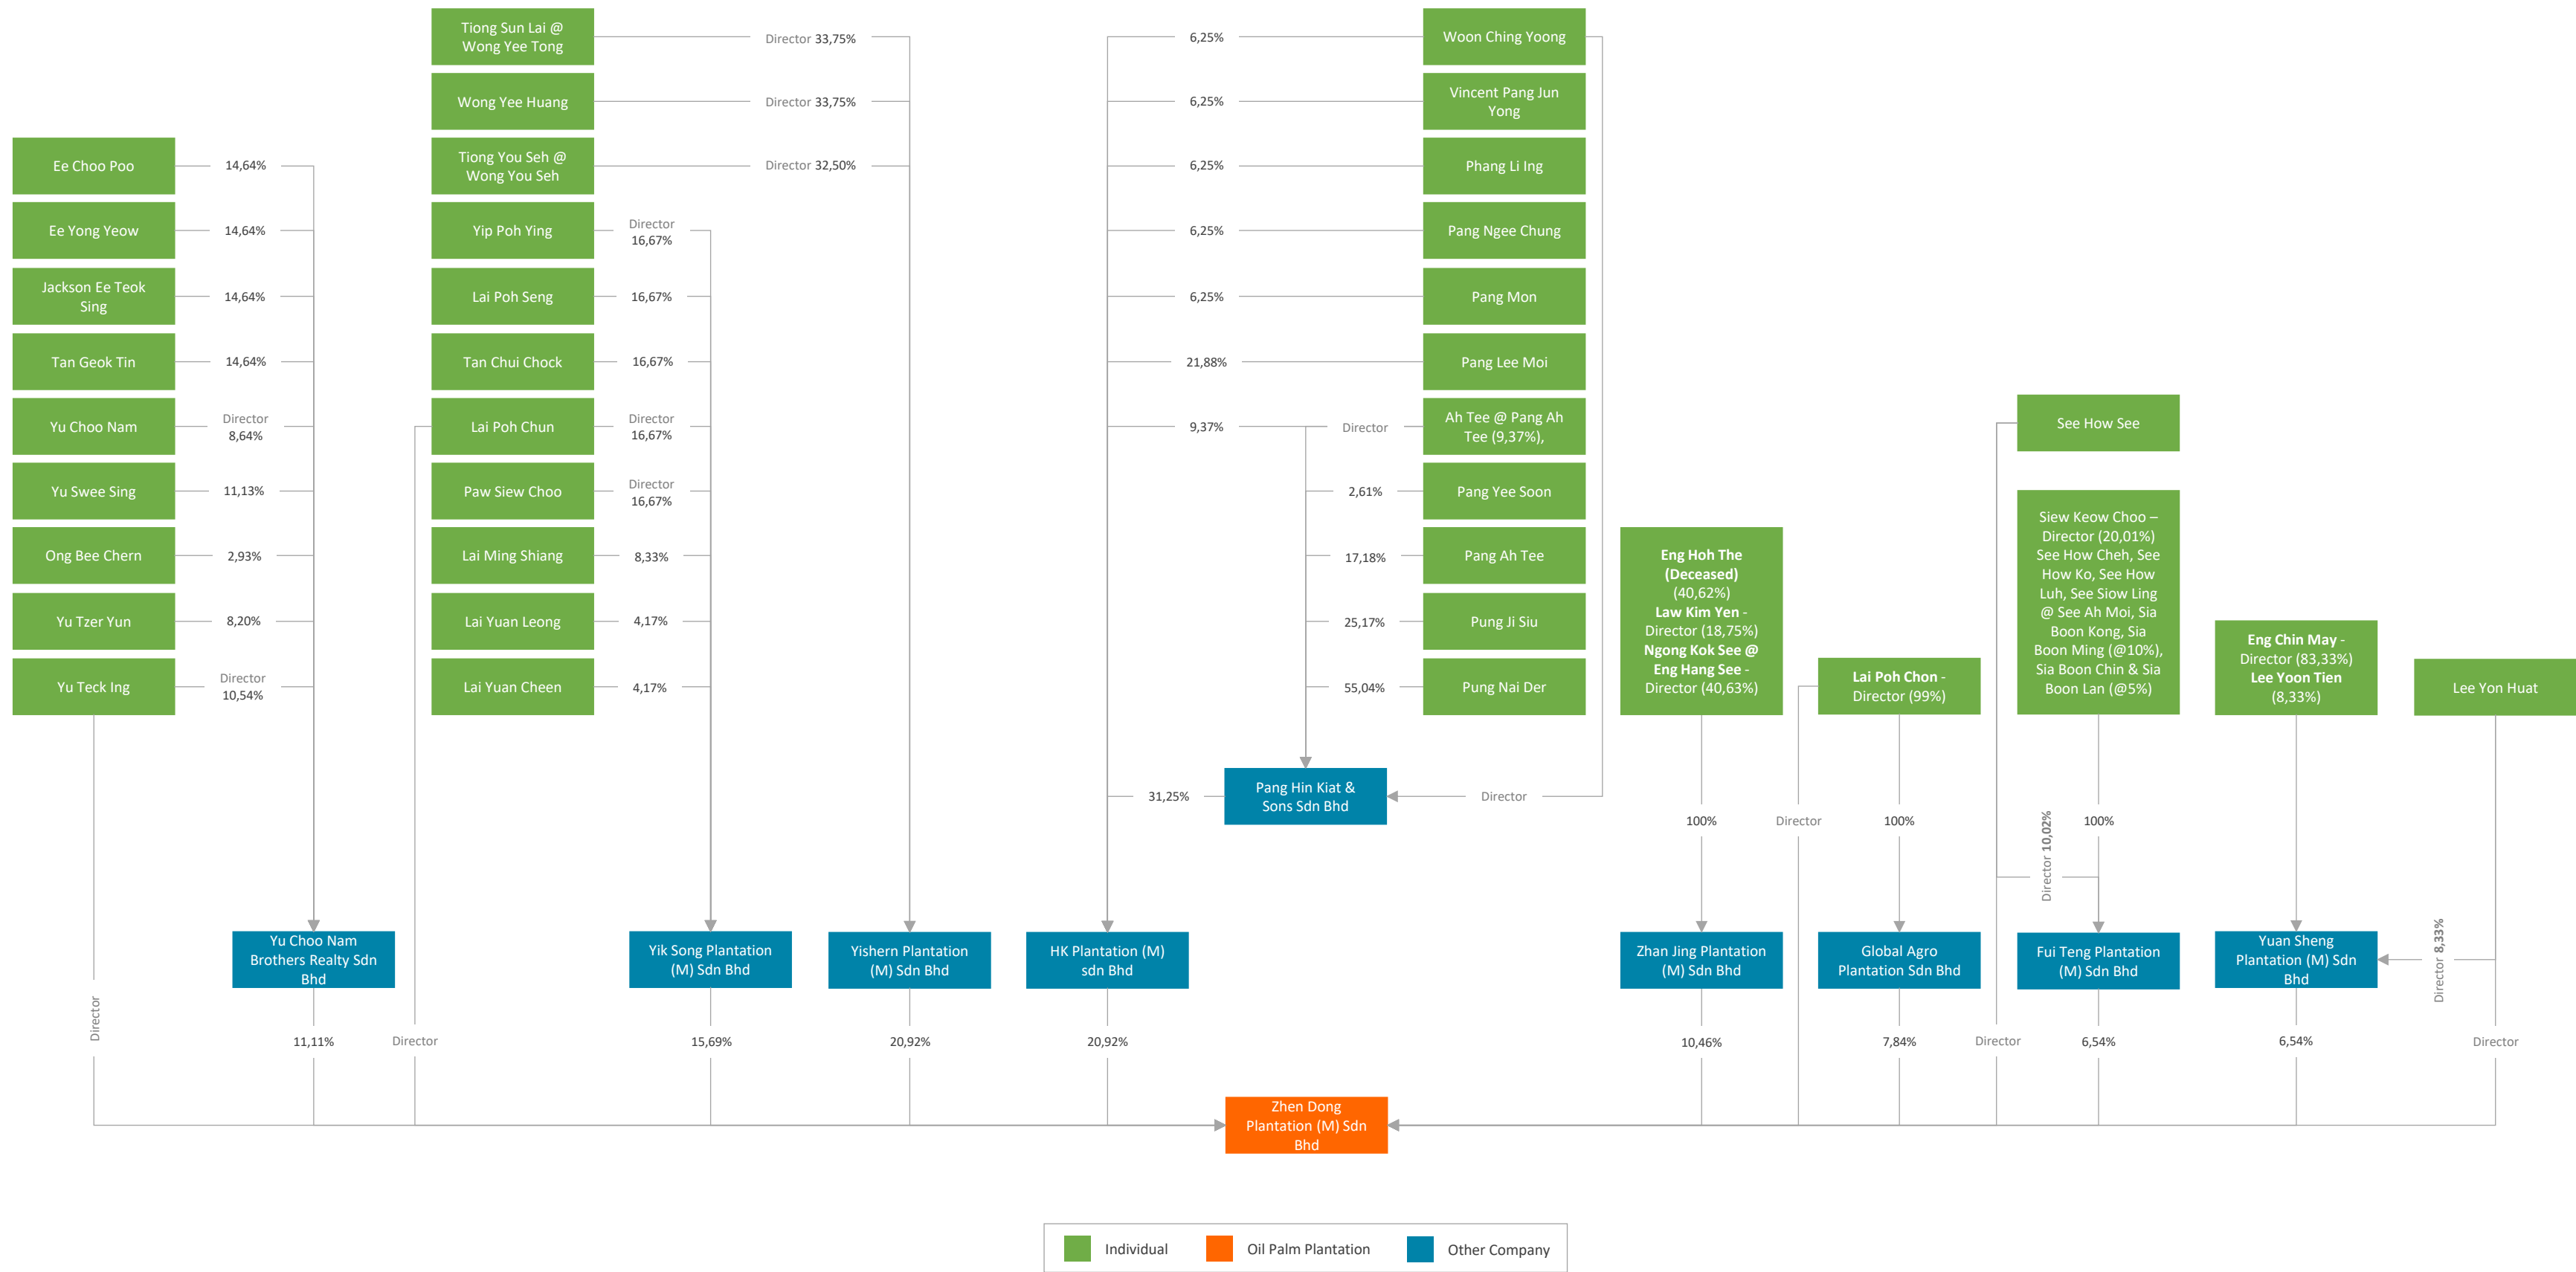 Tiong Sun Lai @
Wong Yee Tong
Director 33,75%
Wong Yee Huang
Director 33,75%
Tiong You Seh @
Wong You Seh
Director 32,50%
Ee Choo Poo
14,64%
Ee Yong Yeow
14,64%
Jackson Ee Teok
Sing
14,64%
Tan Geok Tin
14,64%
Yu Choo Nam
Director
8,64%
Yu Swee Sing
11,13%
Ong Bee Chern
2,93%
Yu Tzer Yun
8,20%
Yu Teck Ing
Director
10,54%
Yip Poh Ying
Director
16,67%
Lai Poh Seng
16,67%
Tan Chui Chock
16,67%
Lai Poh Chun
Director
16,67%
Paw Siew Choo
Director
16,67%
Lai Ming Shiang
8,33%
Lai Yuan Leong
4,17%
Lai Yuan Cheen
4,17%
6,25%
Woon Ching Yoong
6,25%
Vincent Pang Jun
Yong
6,25%
Phang Li Ing
6,25%
Pang Ngee Chung
6,25%
Pang Mon
21,88%
Pang Lee Moi
9,37%
Director
Ah Tee @ Pang Ah
Tee (9,37%),
2,61%
Pang Yee Soon
17,18%
Pang Ah Tee
25,17%
Pung Ji Siu
55,04%
Pung Nai Der
31,25%
Pang Hin Kiat &
Sons Sdn Bhd
Director
Eng Hoh The
(Deceased)
(40,62%)
Law Kim Yen -
Director (18,75%)
Ngong Kok See @
Eng Hang See -
Director (40,63%)
Lai Poh Chon -
Director (99%)
See How See
Siew Keow Choo –
Director (20,01%)
See How Cheh, See
How Ko, See How
Luh, See Siow Ling
@ See Ah Moi, Sia
Boon Kong, Sia
Boon Ming (@10%),
Sia Boon Chin & Sia
Boon Lan (@5%)
Eng Chin May -
Director (83,33%)
Lee Yoon Tien
(8,33%)
Lee Yon Huat
100%
Director
100%
Director 10,02%
100%
Yu Choo Nam
Brothers Realty Sdn
Bhd
Yik Song Plantation
(M) Sdn Bhd
Yishern Plantation
(M) Sdn Bhd
HK Plantation (M)
sdn Bhd
Zhan Jing Plantation
(M) Sdn Bhd
Global Agro
Plantation Sdn Bhd
Fui Teng Plantation
(M) Sdn Bhd
Yuan Sheng
Plantation (M) Sdn
Bhd
Director 8,33%
Director
11,11%
Director
15,69%
20,92%
20,92%
10,46%
7,84%
Director
6,54%
6,54%
Director
Zhen Dong
Plantation (M) Sdn
Bhd
Individual
Oil Palm Plantation
Other Company